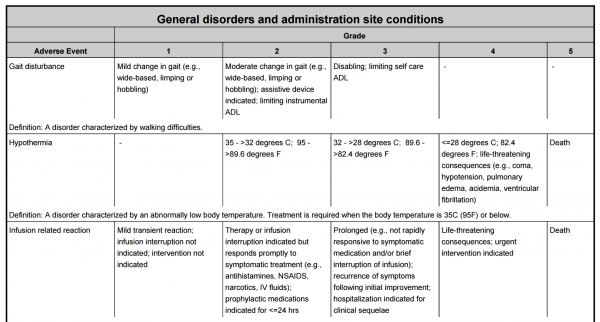 General disorders and administration site conditions
Grade
Adverse Event 1 2 3 4 5
Gait disturbance
Mild change in gait (e.g.,
wide-based, limping or
hobbling)
Moderate change in gait (e.g.,
wide-based, limping or
hobbling); assistive device
indicated; limiting instrumental
ADL
Disabling; limiting self care
ADL
-
-
Definition: A disorder characterized by walking difficulties.
Hypothermia
-
35 - >32 degrees C; 95 -
>89.6 degrees F
32 - >28 degrees C; 89.6 -
>82.4 degrees F
<=28 degrees C; 82.4
degrees F; life-threatening
consequences (e.g., coma,
hypotension, pulmonary
edema, acidemia, ventricular
fibrillation)
Death
Definition: A disorder characterized by an abnormally low body temperature. Treatment is required when the body temperature is 35C (95F) or below.
Infusion related reaction
Mild transient reaction;
infusion interruption not
indicated; intervention not
indicated
Therapy or infusion
interruption indicated but
responds promptly to
symptomatic treatment (e.g.,
antihistamines, NSAIDS,
narcotics, IV fluids);
prophylactic medications
indicated for <=24 hrs
Prolonged (e.g., not rapidly
responsive to symptomatic
medication and/or brief
interruption of infusion);
recurrence of symptoms
following initial improvement;
hospitalization indicated for
clinical sequelae
Life-threatening
consequences; urgent
intervention indicated
Death